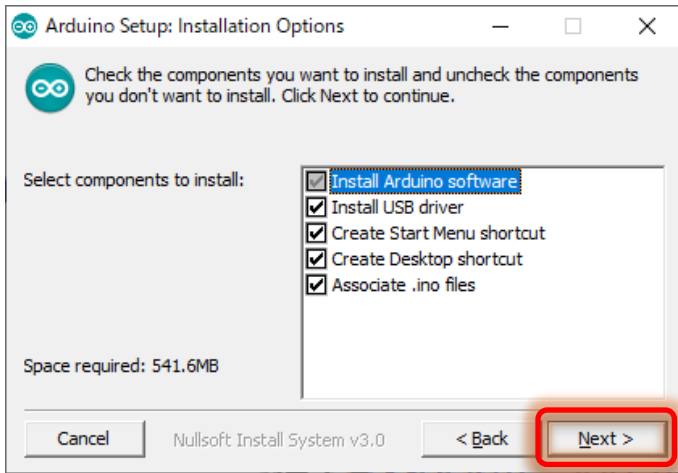 Arduino Setup: Installation Options
Check the components you want to install and uncheck the components
you don't want to install. Click Next to continue.
Select components to install:
Install Arduino software
Install USB driver
Create Start Menu shortcut
Create Desktop shortcut
Associate .ino files
Space required: 541.6MB
Cancel
Nullsoft Install System v3.0
< Back
Next >